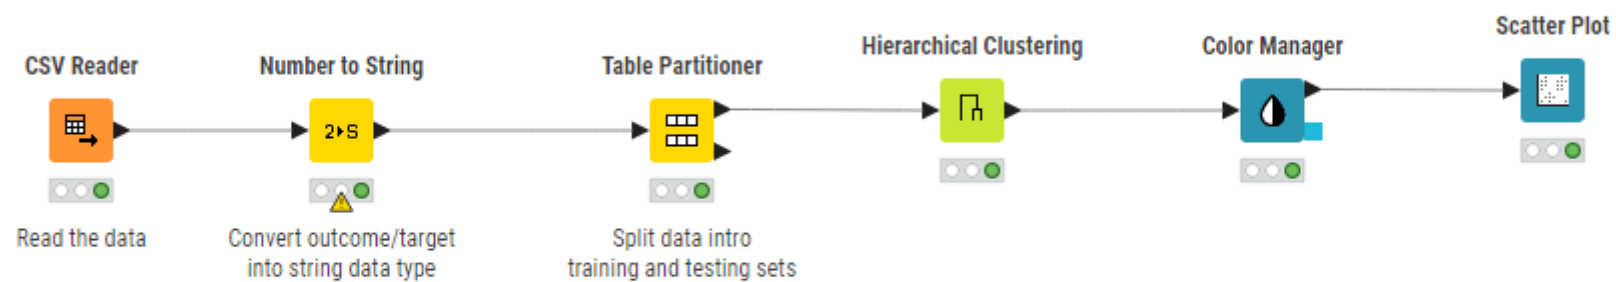 CSV Reader
Number to String
Table Partitioner
Hierarchical Clustering
Color Manager
Scatter Plot
2▸S
Read the data
Convert outcome/target
into string data type
Split data intro
training and testing sets